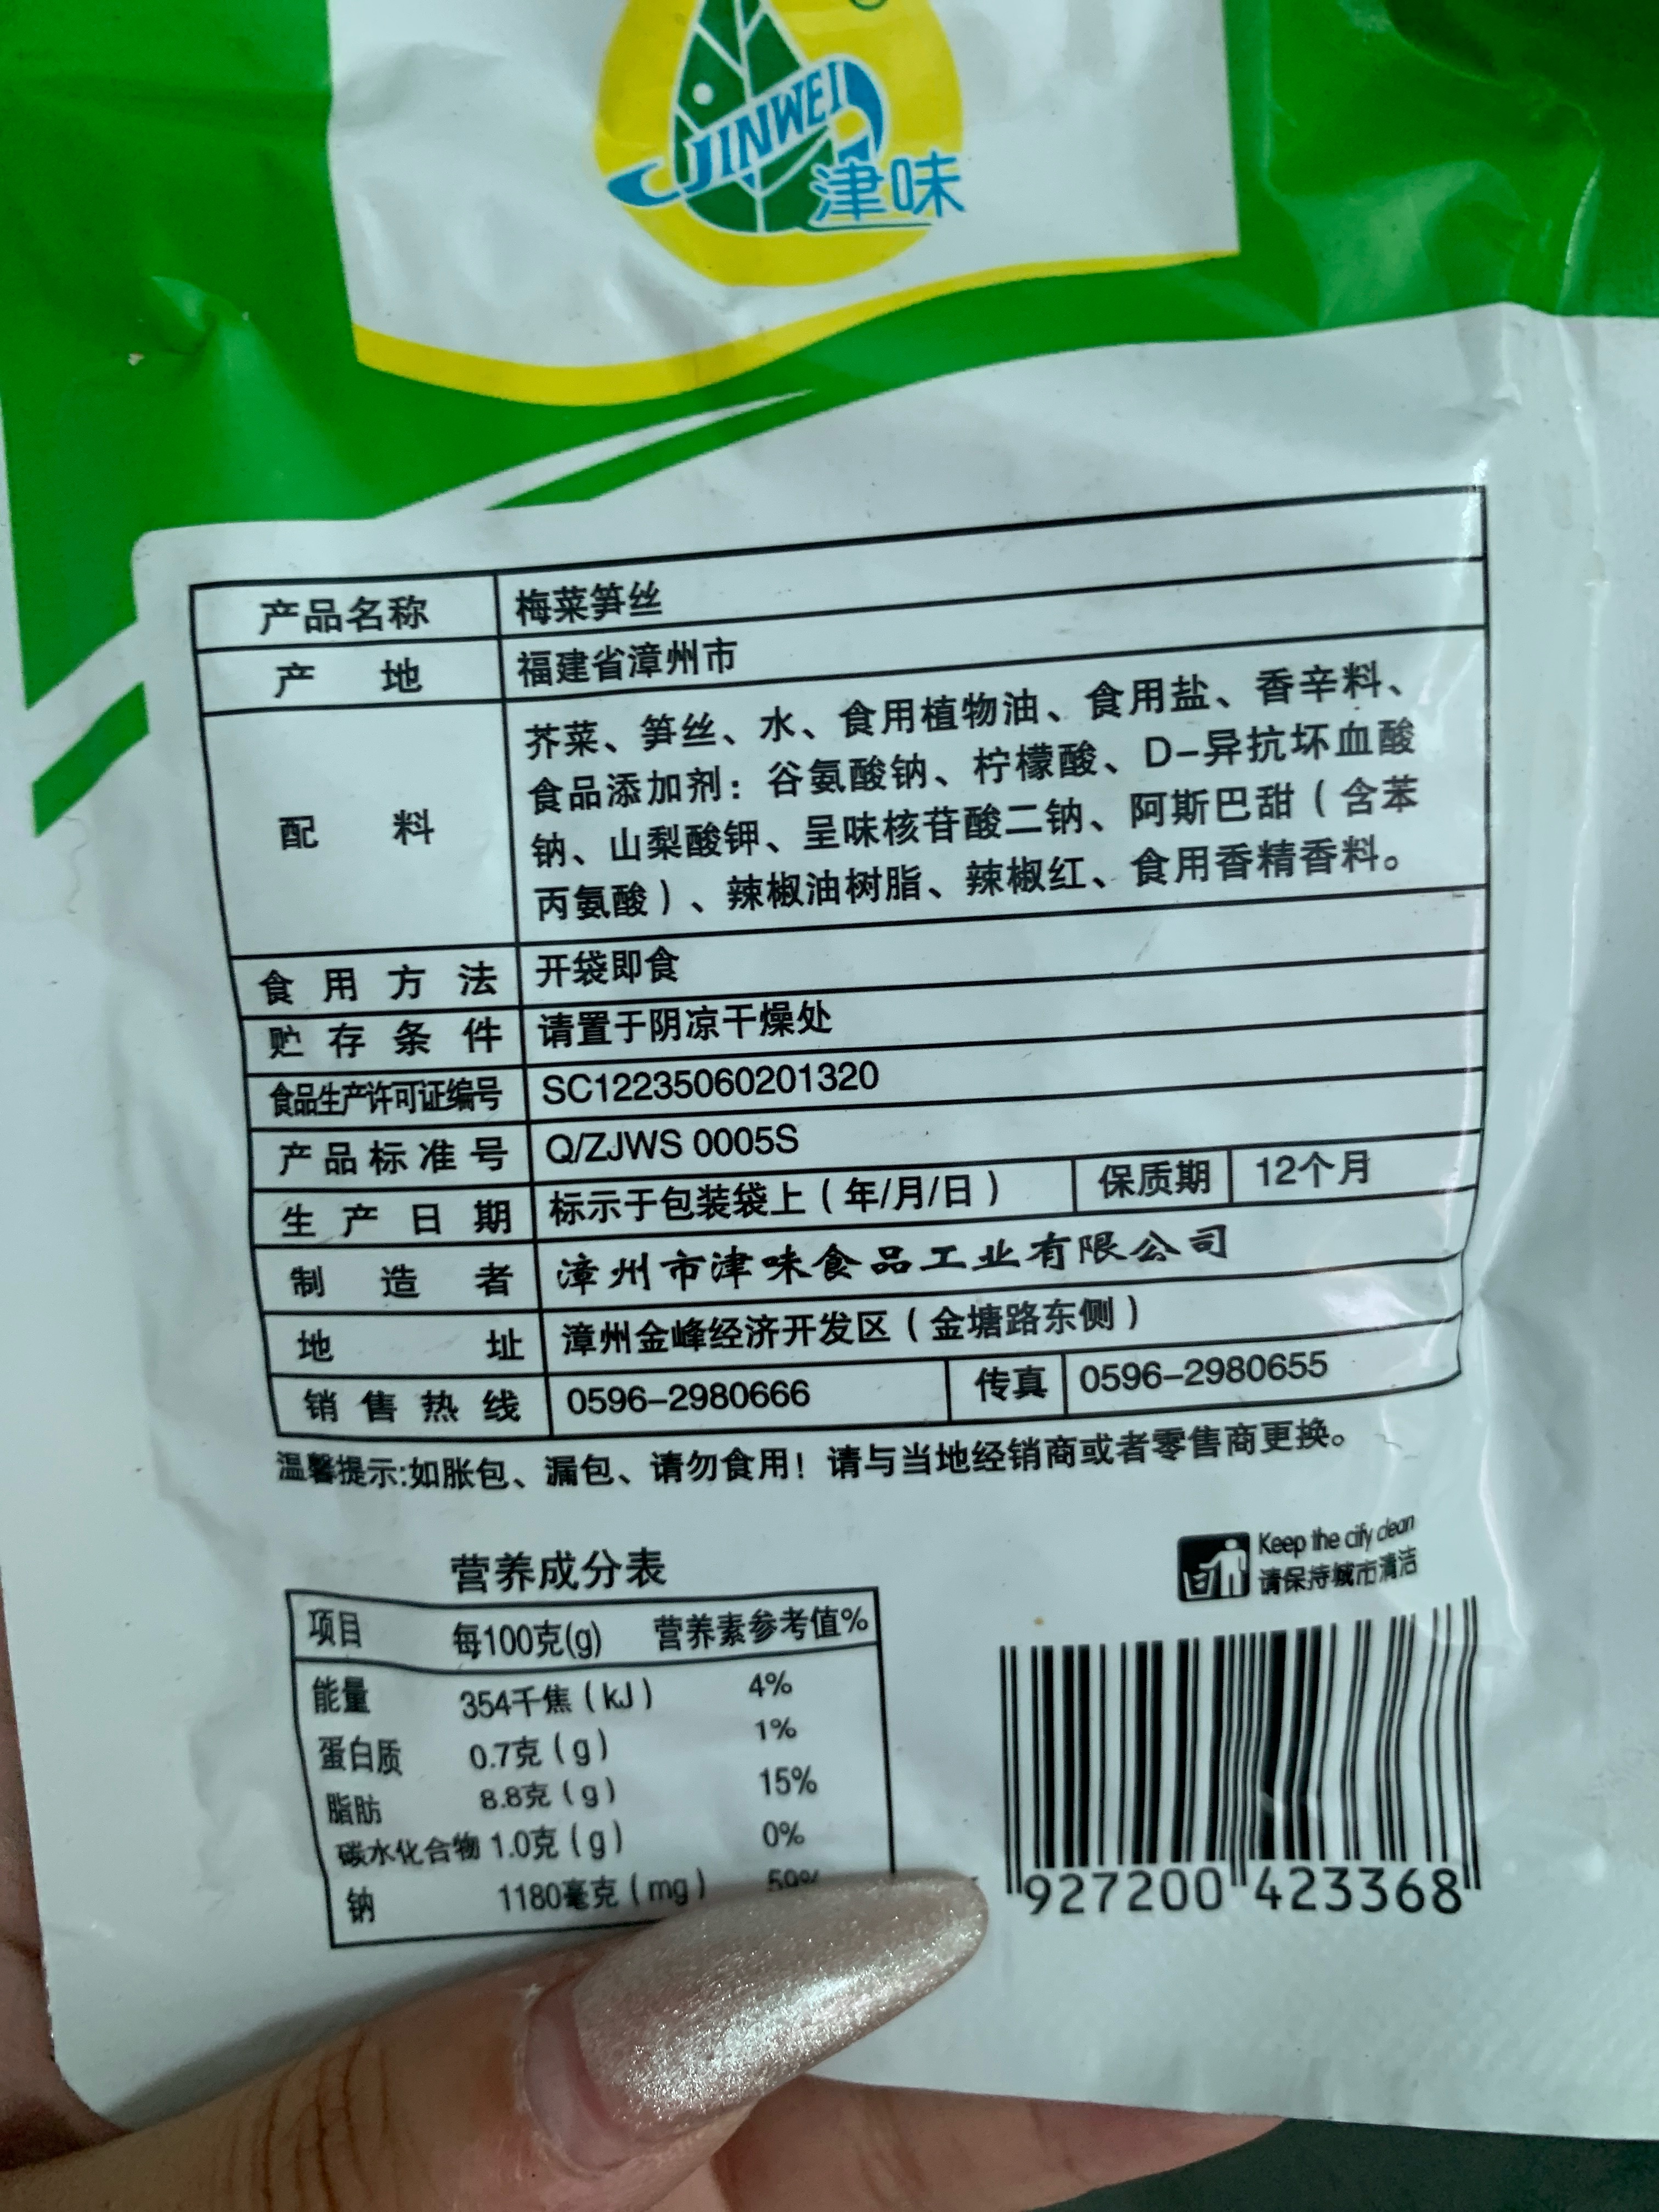 JINWEI
津味
产品名称 梅菜笋丝
产地 福建省漳州市
配料 芥菜、笋丝、水、食用植物油、食用盐、香辛料、
食品添加剂：谷氨酸钠、柠檬酸、D-异抗坏血酸
钠、山梨酸钾、呈味核苷酸二钠、阿斯巴甜（含苯
丙氨酸）、辣椒油树脂、辣椒红、食用香精香料。
食用方法 开袋即食
贮存条件 请置于阴凉干燥处
食品生产许可证编号 SC12235060201320
产品标准号 Q/ZJWS 0005S
生产日期 标示于包装袋上（年/月/日） 保质期 12个月
制造者 漳州市津味食品工业有限公司
地址 漳州金峰经济开发区（金塘路东侧）
销售热线 0596-2980666 传真 0596-2980655
温馨提示:如胀包、漏包、请勿食用！请与当地经销商或者零售商更换。
Keep the city clean
请保持城市清洁
营养成分表
项目 每100克(g) 营养素参考值%
能量 354千焦（kJ） 4%
蛋白质 0.7克（g） 1%
脂肪 8.8克（g） 15%
碳水化合物 1.0克（g） 0%
钠 1180毫克（mg）
927200 423368